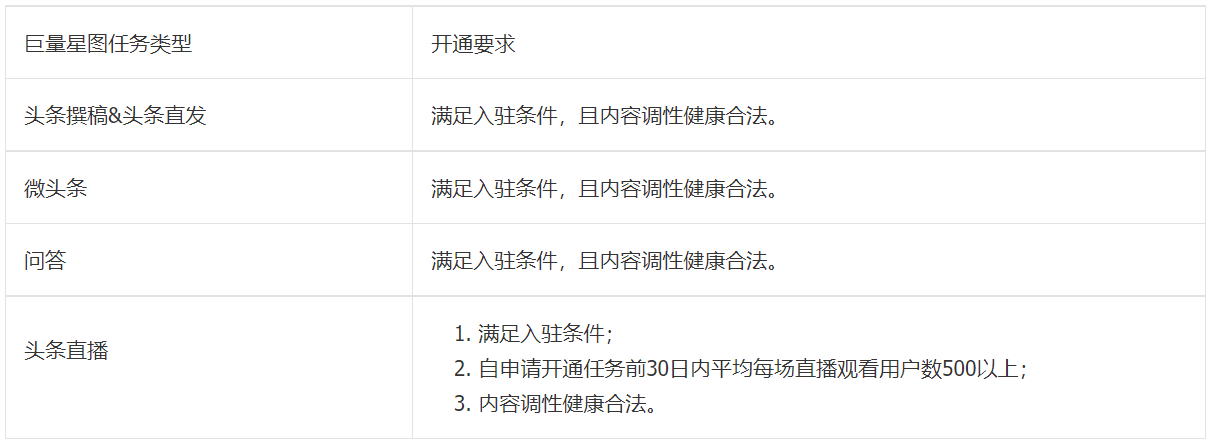 巨量星图任务类型
开通要求
头条撰稿&头条直发
满足入驻条件，且内容调性健康合法。
微头条
满足入驻条件，且内容调性健康合法。
问答
满足入驻条件，且内容调性健康合法。
头条直播
1. 满足入驻条件；
2. 自申请开通任务前30日内平均每场直播观看用户数500以上；
3. 内容调性健康合法。